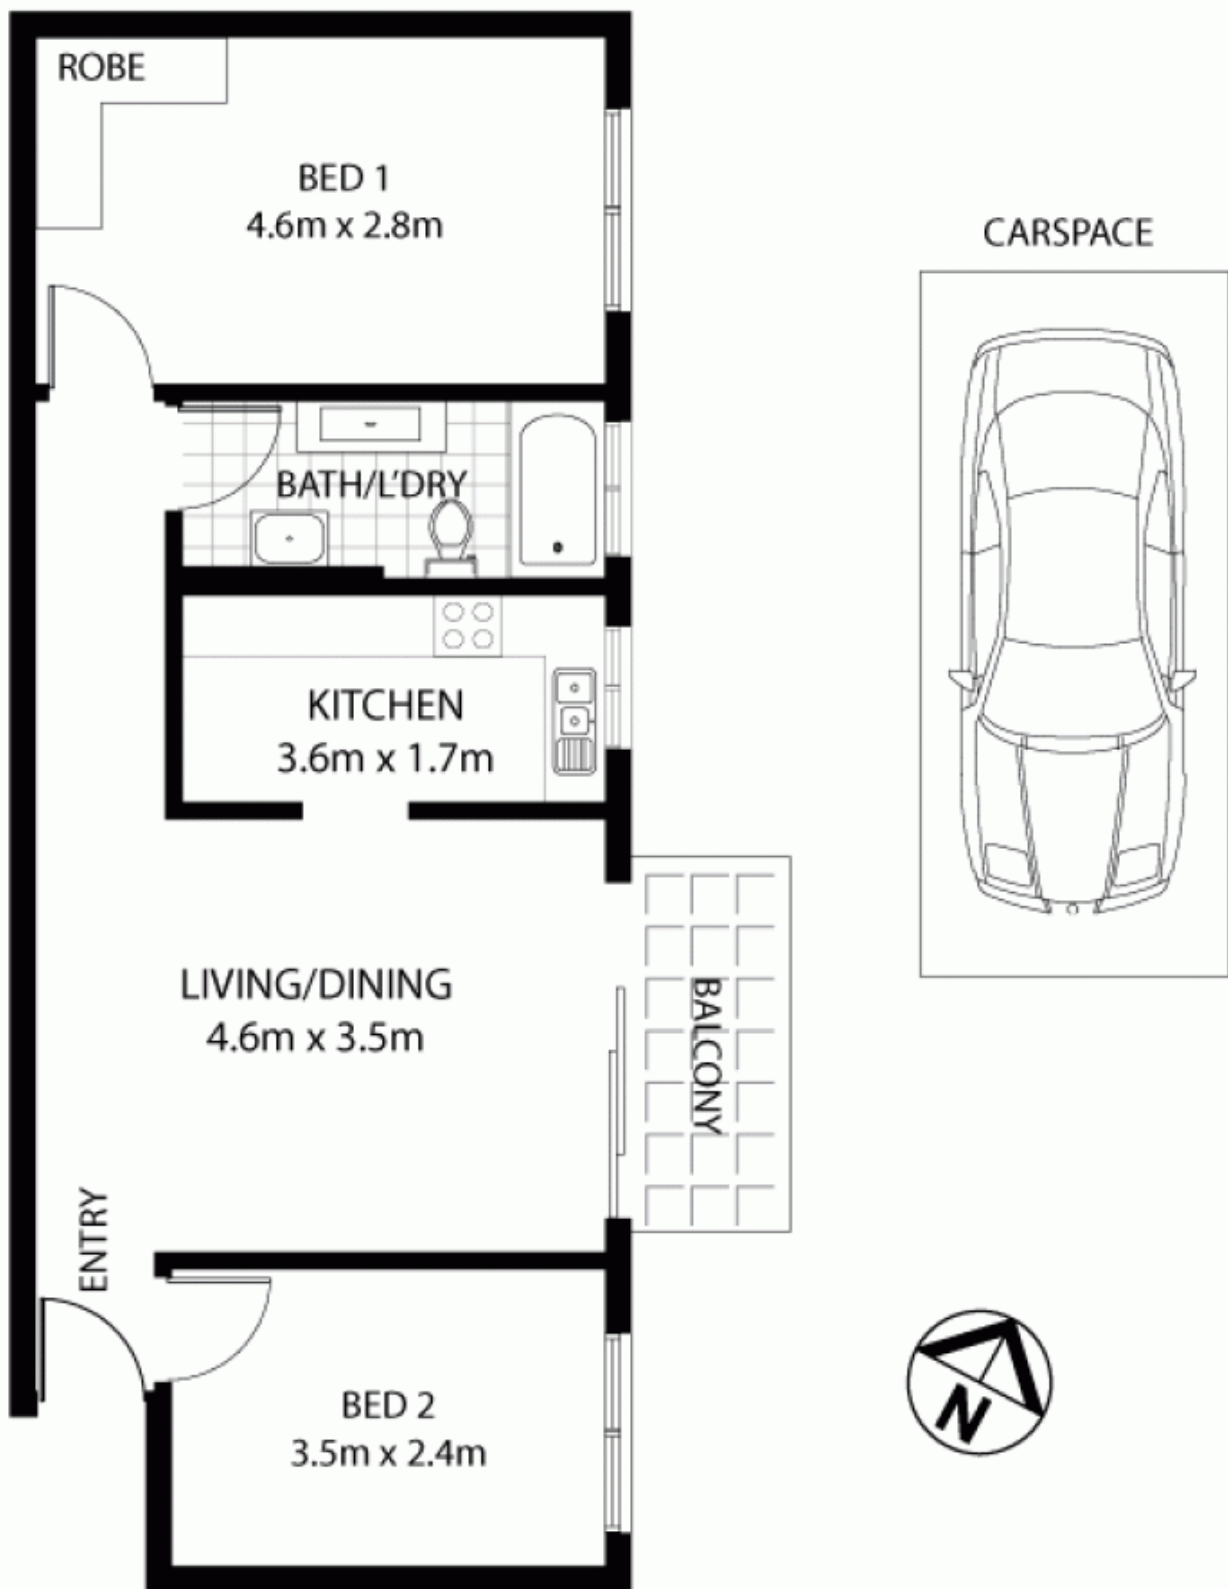 ROBE
BED 1
4.6m x 2.8m
CARSPACE
BATH/L'DRY
KITCHEN
3.6m x 1.7m
LIVING/DINING
4.6m x 3.5m
BALCONY
ENTRY
BED 2
3.5m x 2.4m
N